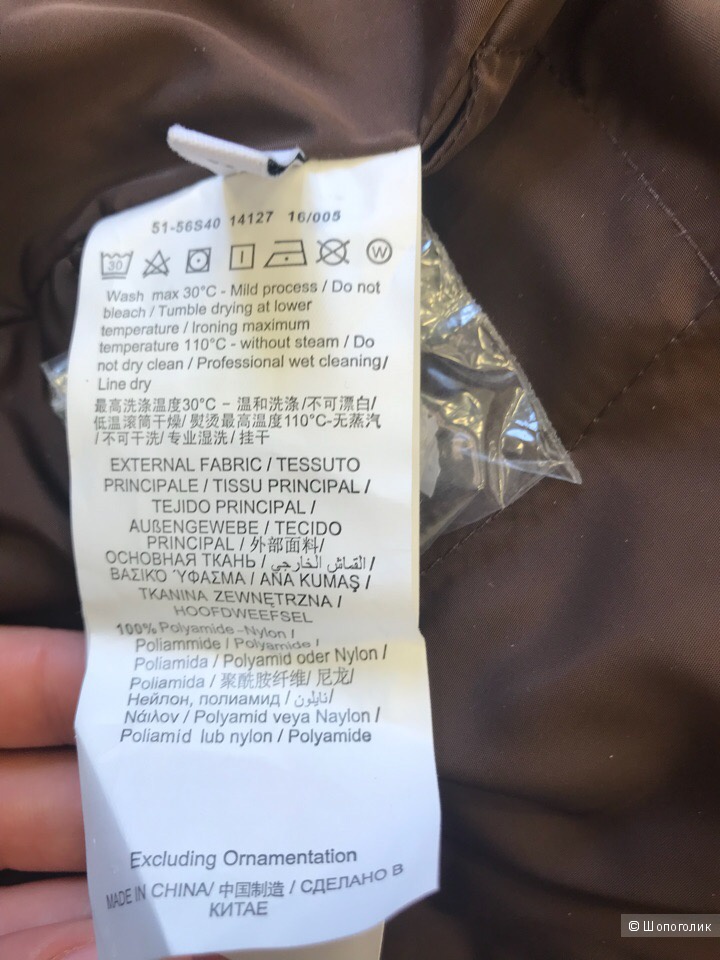 51-56S40 14127 16/005
30 W
Wash max 30°C - Mild process / Do not
bleach / Tumble drying at lower
temperature / Ironing maximum
temperature 110°C - without steam / Do
not dry clean / Professional wet cleaning/
Line dry
最高洗涤温度30°C - 温和洗涤/不可漂白/
低温滚筒干燥/ 熨烫最高温度110°C-无蒸汽
/不可干洗/专业湿洗/挂干
EXTERNAL FABRIC / TESSUTO
PRINCIPALE / TISSU PRINCIPAL /
TEJIDO PRINCIPAL /
AUßENGEWEBE / TECIDO
PRINCIPAL / 外部面料/
ОСНОВНАЯ ТКАНЬ / القماش الخارجي /
ΒΑΣΙΚΌ ΎΦΑΣΜΑ / ANA KUMAŞ /
TKANINA ZEWNĘTRZNA /
HOOFDWEEFSEL
100% Polyamide -Nylon /
Poliammide / Polyamide /
Poliamida / Polyamid oder Nylon /
Poliamida / 聚酰胺纤维/ 尼龙/
Нейлон, полиамид / نايلون/
Νάιλον / Polyamid veya Naylon /
Poliamid lub nylon / Polyamide
Excluding Ornamentation
MADE IN CHINA/ 中国制造 / СДЕЛАНО В
КИТАЕ
© Шопоголик